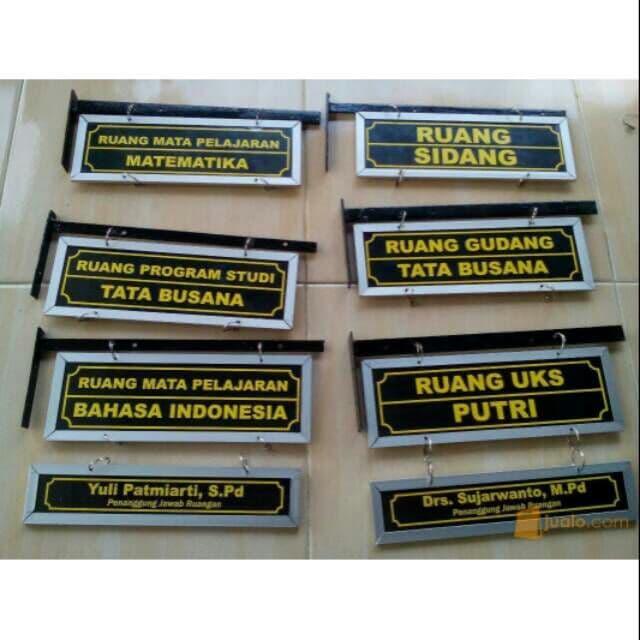 RUANG MATA PELAJARAN
MATEMATIKA
RUANG
SIDANG
RUANG PROGRAM STUDI
TATA BUSANA
RUANG GUDANG
TATA BUSANA
RUANG MATA PELAJARAN
BAHASA INDONESIA
RUANG UKS
PUTRI
Yuli Patmiarti, S.Pd
Penanggung Jawab Ruangan
Drs. Sujarwanto, M.Pd
Penanggung Jawab Ruangan
jualo.com